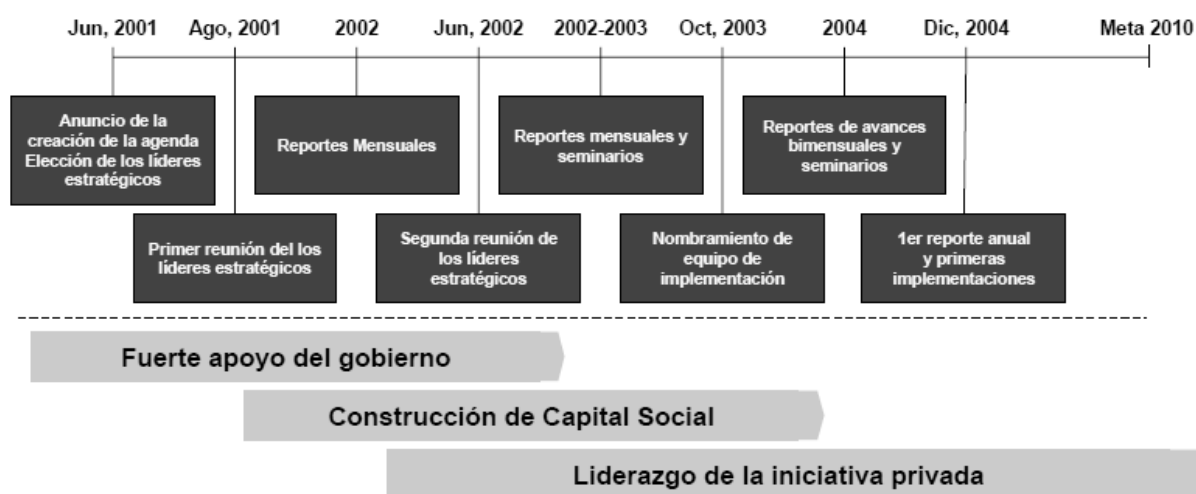 Jun, 2001 Ago, 2001 2002 Jun, 2002 2002-2003 Oct, 2003 2004 Dic, 2004 Meta 2010
Anuncio de la
creación de la agenda
Elección de los líderes
estratégicos
Reportes Mensuales
Reportes mensuales y
seminarios
Reportes de avances
bimensuales y
seminarios
Primer reunión del los
líderes estratégicos
Segunda reunión de
los líderes
estratégicos
Nombramiento de
equipo de
implementación
1er reporte anual
y primeras
implementaciones
Fuerte apoyo del gobierno
Construcción de Capital Social
Liderazgo de la iniciativa privada